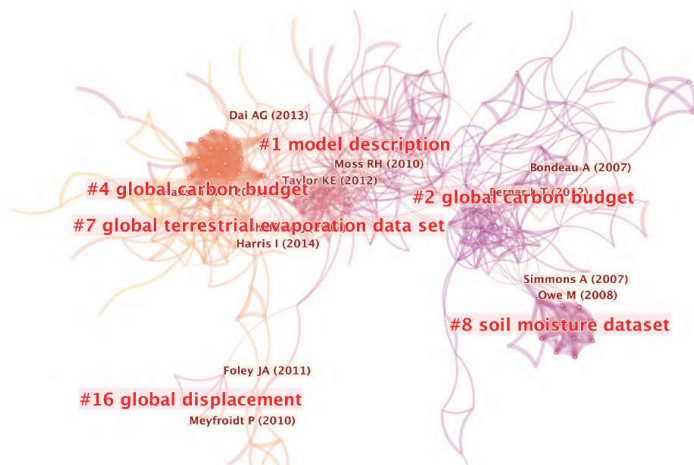 Dai AG (2013)
#1 model description
Moss RH (2010)
Bondeau A (2007)
Taylor KE (2012)
#4 global carbon budget
#2 global carbon budget
#7 global terrestrial evaporation data set
Harris I (2014)
Simmons A (2007)
Owe M (2008)
#8 soil moisture dataset
Foley JA (2011)
#16 global displacement
Meyfroidt P (2010)